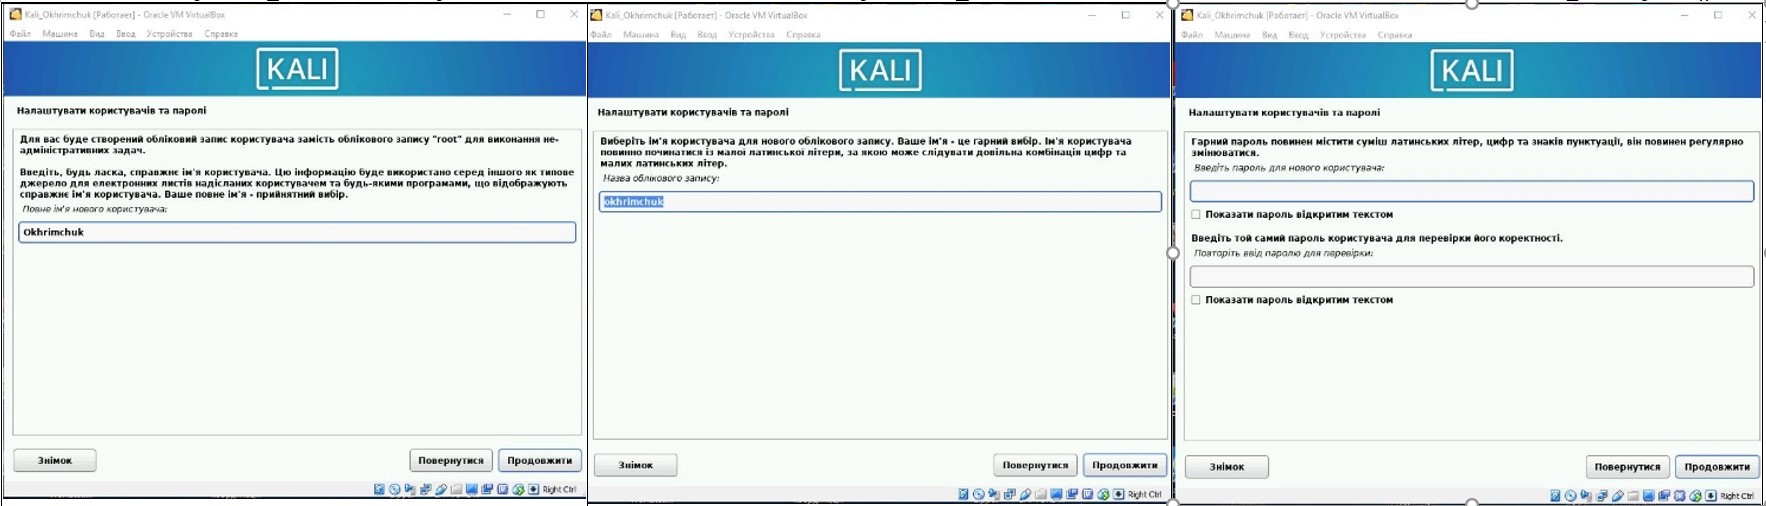 Kali_Okhrimchuk [Работает] - Oracle VM VirtualBox
Файл Машина Вид Ввод Устройства Справка
KALI
Налаштувати користувачів та паролі
Для вас буде створений обліковий запис користувача замість облікового запису "root" для виконання не-
адміністративних задач.
Введіть, будь ласка, справжнє ім'я користувача. Цю інформацію буде використано серед іншого як типове
джерело для електронних листів надісланих користувачем та будь-якими програмами, що відображують
справжнє ім'я користувача. Ваше повне ім'я - прийнятний вибір.
Повне ім'я нового користувача:
Okhrimchuk
Знімок
Повернутися
Продовжити
Right Ctrl
Kali_Okhrimchuk [Работает] - Oracle VM VirtualBox
Файл Машина Вид Ввод Устройства Справка
KALI
Налаштувати користувачів та паролі
Виберіть ім'я користувача для нового облікового запису. Ваше ім'я - це гарний вибір. Ім'я користувача
повинно починатися із малої латинської літери, за якою може слідувати довільна комбінація цифр та
малих латинських літер.
Назва облікового запису:
okhrimchuk
Знімок
Повернутися
Продовжити
Right Ctrl
Kali_Okhrimchuk [Работает] - Oracle VM VirtualBox
Файл Машина Вид Ввод Устройства Справка
KALI
Налаштувати користувачів та паролі
Гарний пароль повинен містити суміш латинських літер, цифр та знаків пунктуації, він повинен регулярно
змінюватися.
Введіть пароль для нового користувача:
Показати пароль відкритим текстом
Введіть той самий пароль користувача для перевірки його коректності.
Повторіть ввід паролю для перевірки:
Показати пароль відкритим текстом
Знімок
Повернутися
Продовжити
Right Ctrl